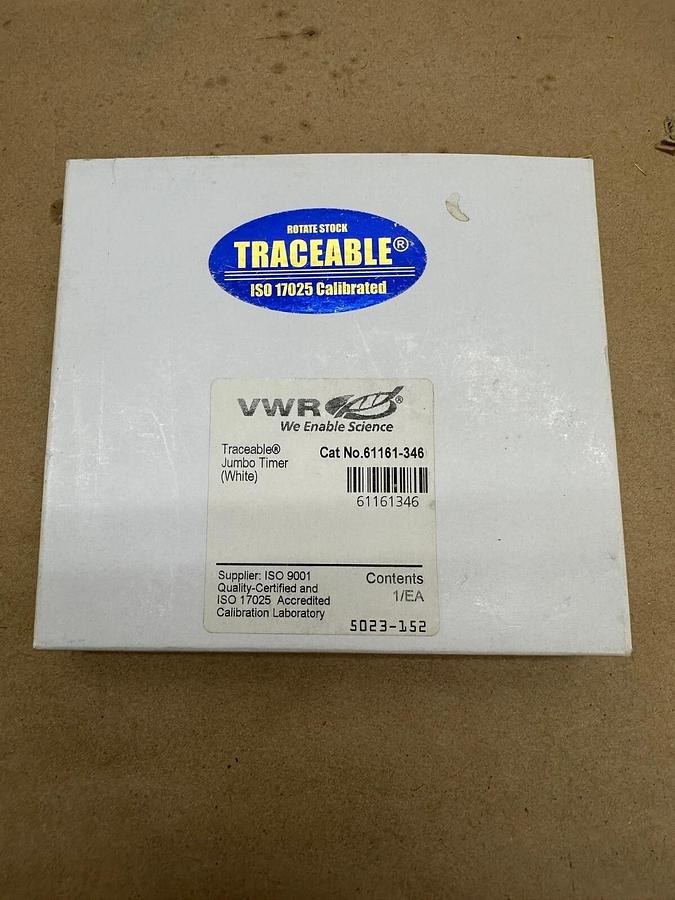 ROTATE STOCK
TRACEABLE®
ISO 17025 Calibrated
VWR®
We Enable Science
Traceable® Cat No.61161-346
Jumbo Timer
(White)
61161346
Supplier: ISO 9001
Quality-Certified and
ISO 17025 Accredited
Calibration Laboratory
Contents
1/EA
5023-152